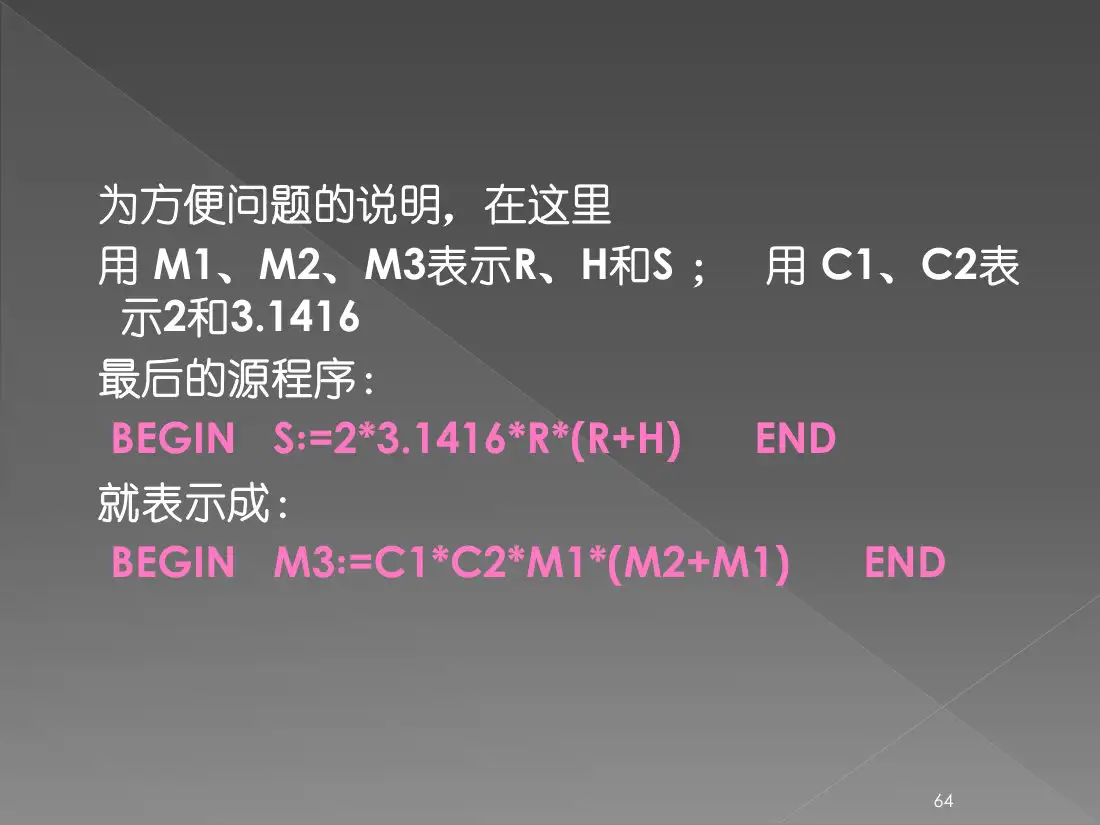 为方便问题的说明，在这里
用 M1、M2、M3表示R、H和S ； 用 C1、C2表
示2和3.1416
最后的源程序：
BEGIN S:=2*3.1416*R*(R+H) END
就表示成：
BEGIN M3:=C1*C2*M1*(M2+M1) END
64